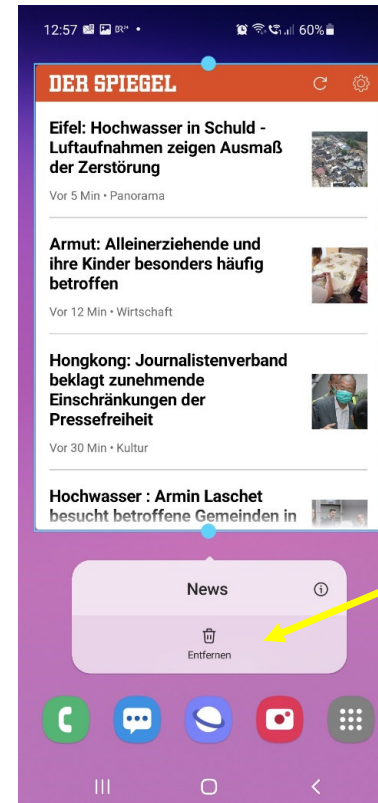 12:57 60%
DER SPIEGEL
Eifel: Hochwasser in Schuld -
Luftaufnahmen zeigen Ausmaß
der Zerstörung
Vor 5 Min • Panorama
Armut: Alleinerziehende und
ihre Kinder besonders häufig
betroffen
Vor 12 Min • Wirtschaft
Hongkong: Journalistenverband
beklagt zunehmende
Einschränkungen der
Pressefreiheit
Vor 30 Min • Kultur
Hochwasser : Armin Laschet
besucht betroffene Gemeinden in
News
Entfernen